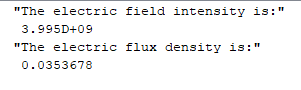 "The electric field intensity is:"
3.995D+09
"The electric flux density is:"
0.0353678